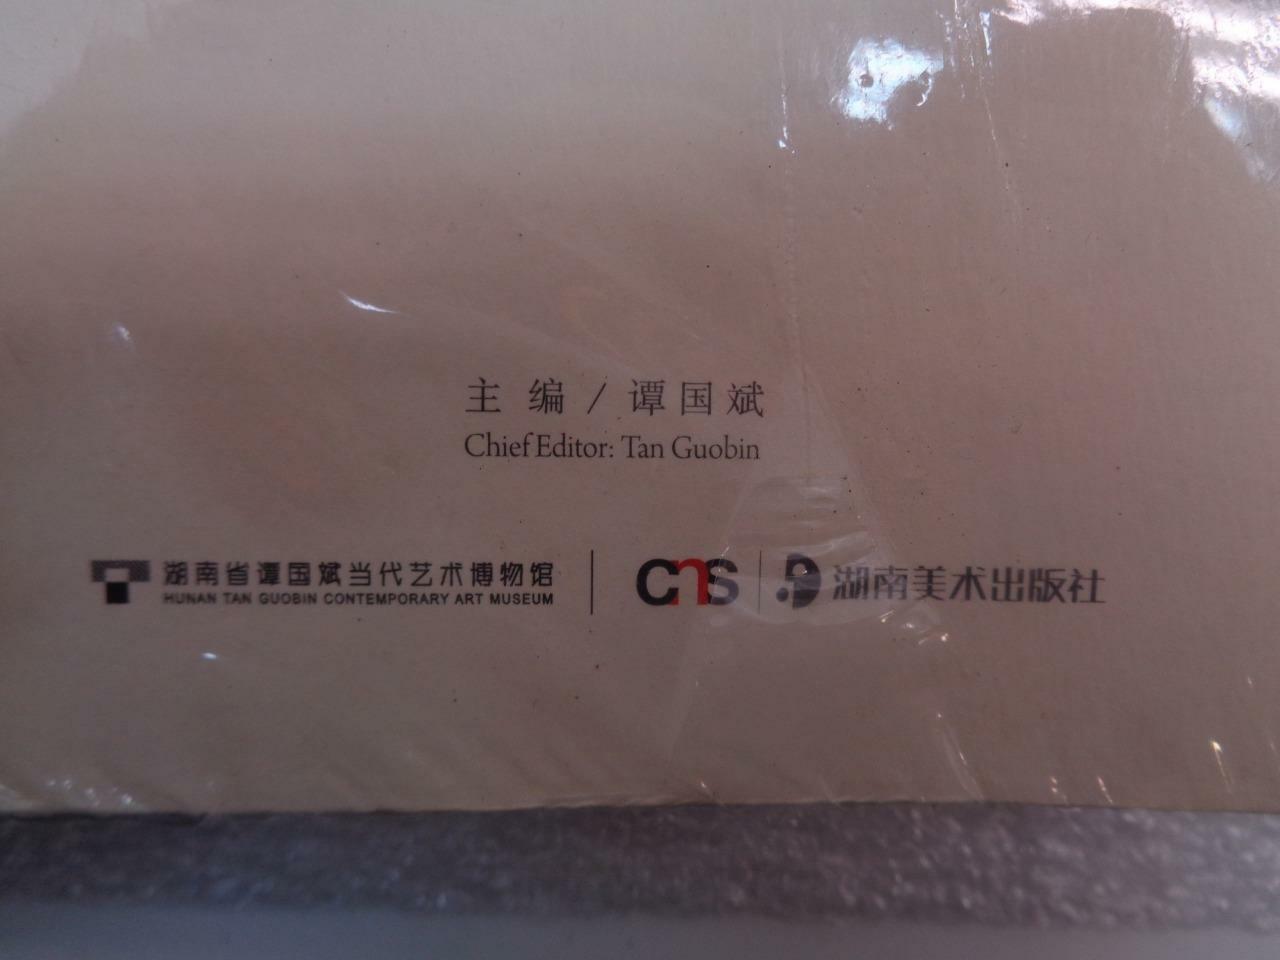 主 编 / 谭国斌
Chief Editor: Tan Guobin
湖南省谭国斌当代艺术博物馆
HUNAN TAN GUOBIN CONTEMPORARY ART MUSEUM
cns
湖南美术出版社